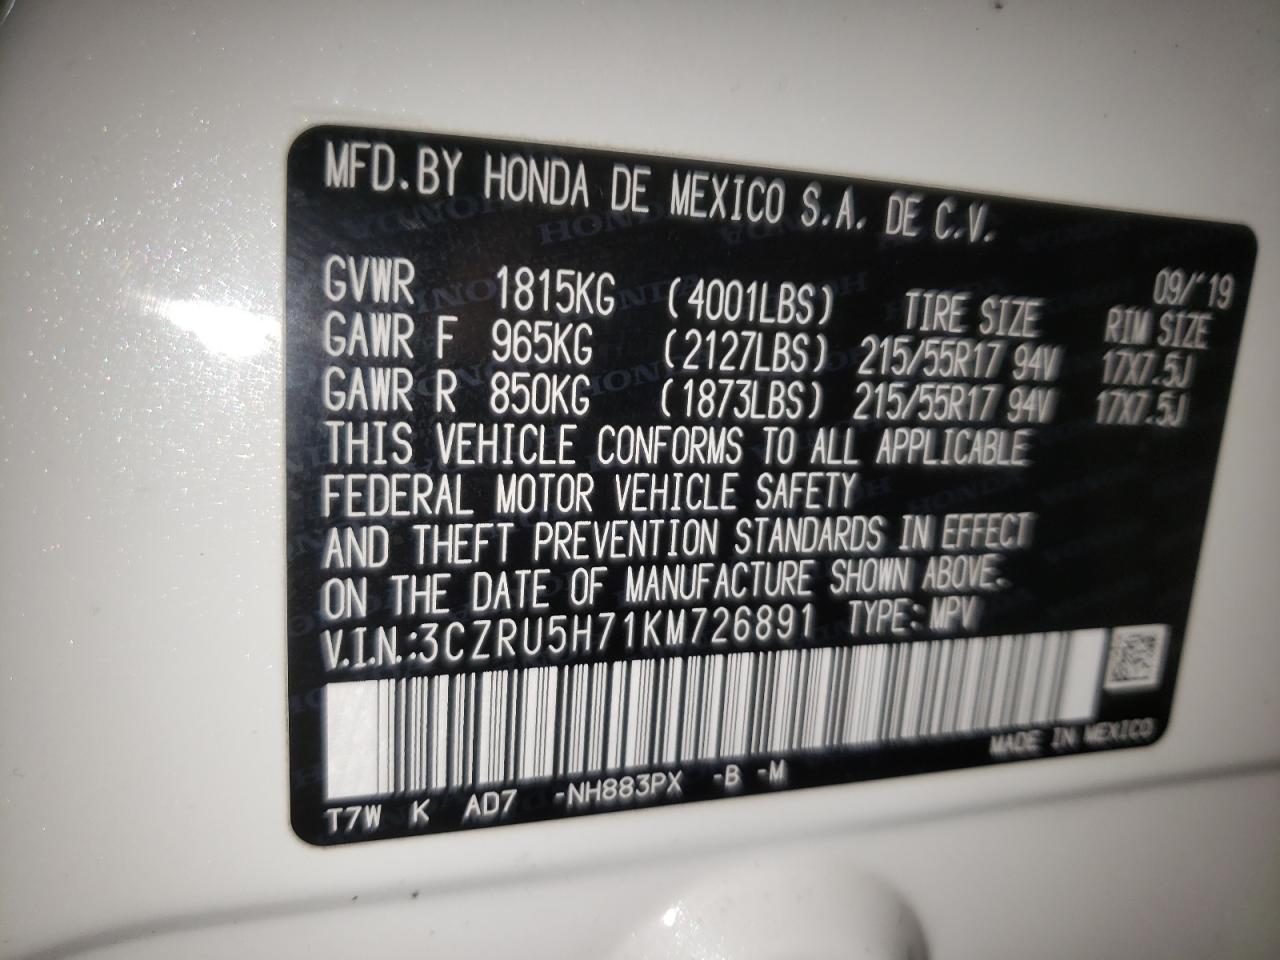 MFD.BY HONDA DE MEXICO S.A. DE C.V.
09/'19
GVWR 1815KG (4001LBS) TIRE SIZE RIM SIZE
GAWR F 965KG (2127LBS) 215/55R17 94V 17X7.5J
GAWR R 850KG (1873LBS) 215/55R17 94V 17X7.5J
THIS VEHICLE CONFORMS TO ALL APPLICABLE
FEDERAL MOTOR VEHICLE SAFETY
AND THEFT PREVENTION STANDARDS IN EFFECT
ON THE DATE OF MANUFACTURE SHOWN ABOVE.
V.I.N.:3CZRU5H71KM726891 TYPE: MPV
MADE IN MEXICO
T7W K AD7 -NH883PX -B -M